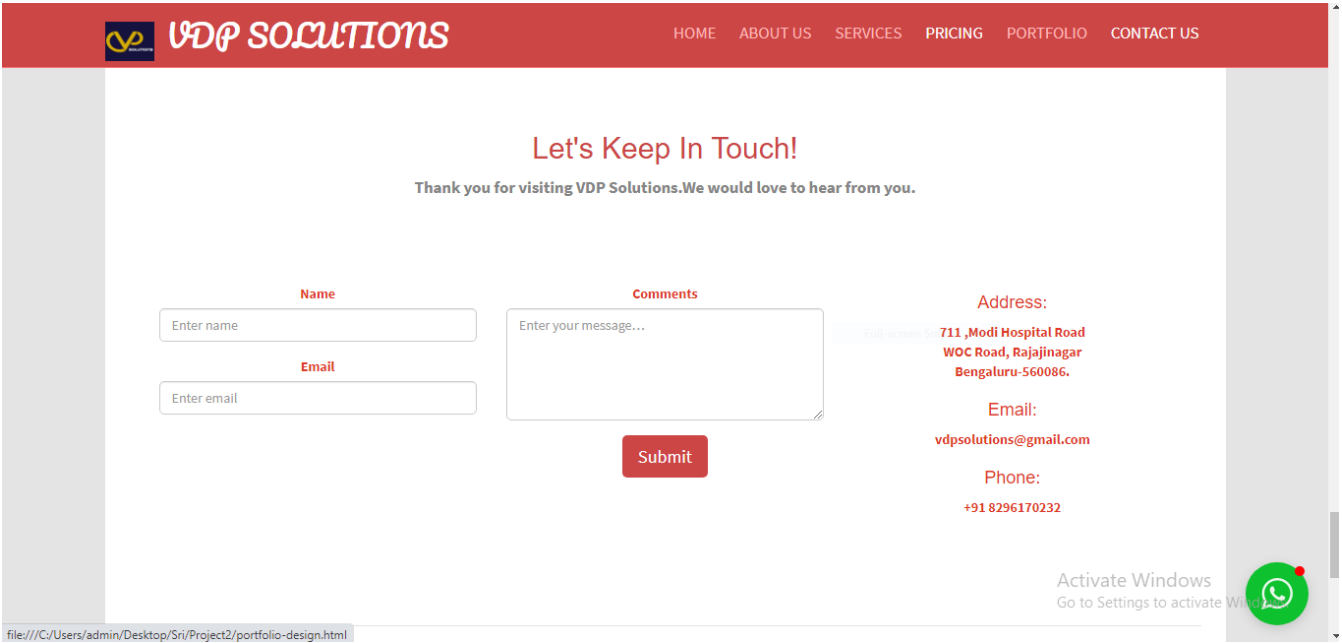 VDP SOLUTIONS
HOME ABOUT US SERVICES PRICING PORTFOLIO CONTACT US
Let's Keep In Touch!
Thank you for visiting VDP Solutions.We would love to hear from you.
Name
Enter name
Email
Enter email
Comments
Enter your message...
Submit
Address:
711 ,Modi Hospital Road
WOC Road, Rajajinagar
Bengaluru-560086.
Email:
vdpsolutions@gmail.com
Phone:
+91 8296170232
Activate Windows
Go to Settings to activate Windows.
file:///C:/Users/admin/Desktop/Sri/Project2/portfolio-design.html